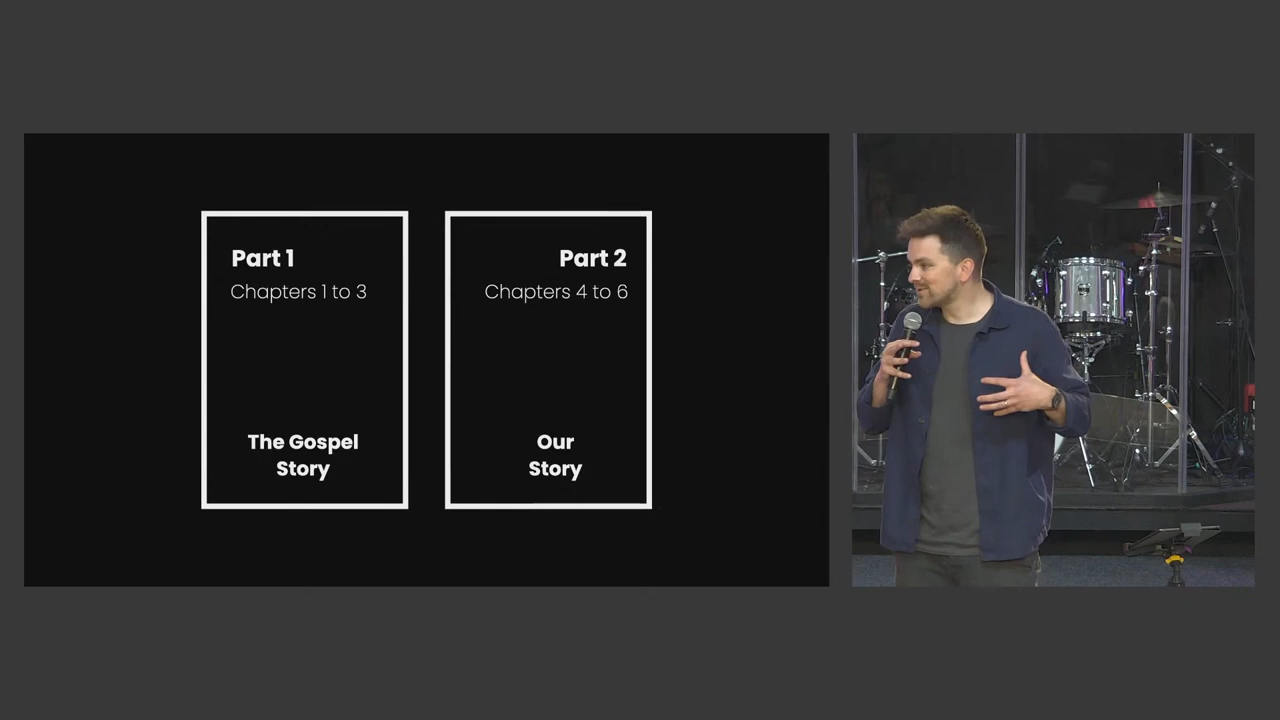 Part 1
Chapters 1 to 3
The Gospel
Story
Part 2
Chapters 4 to 6
Our
Story